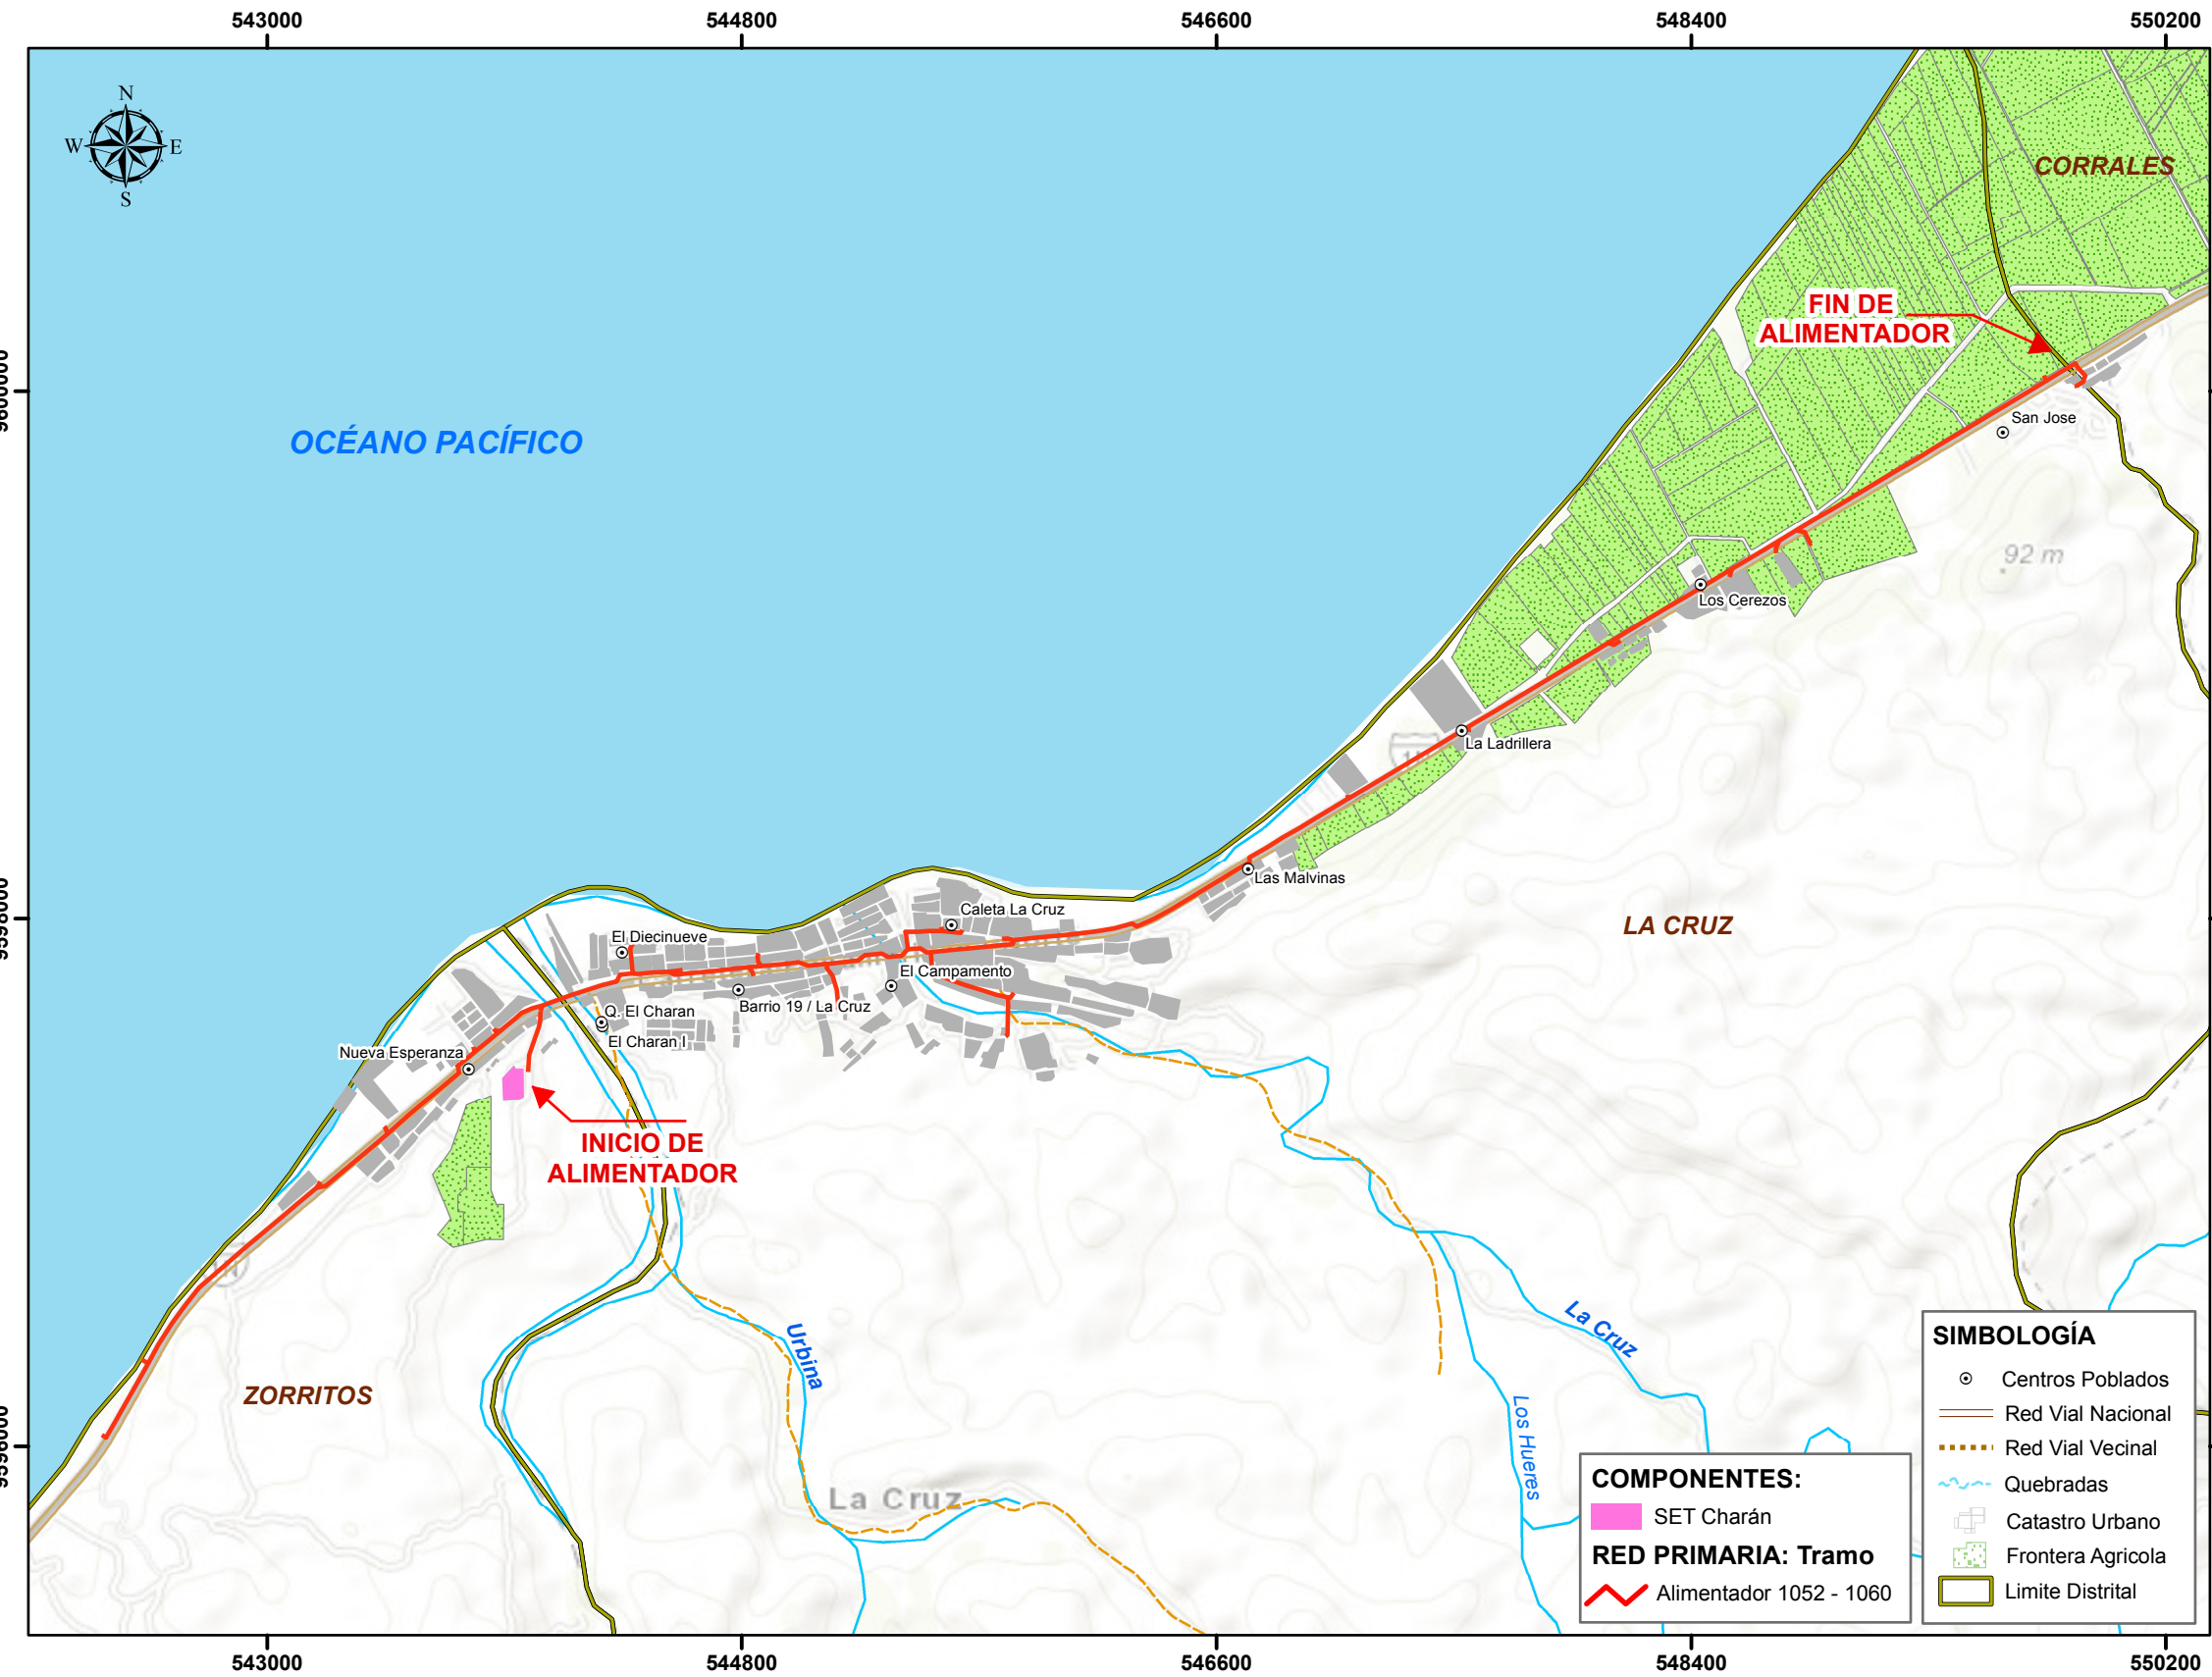 543000 544800 546600 548400 550200
N
W E
S
CORRALES
FIN DE
ALIMENTADOR
OCÉANO PACÍFICO
San Jose
92 m
Los Cerezos
La Ladrillera
Las Malvinas
Caleta La Cruz
LA CRUZ
El Diecinueve
El Campamento
Barrio 19 / La Cruz
Q. El Charan
El Charan I
Nueva Esperanza
INICIO DE
ALIMENTADOR
La Cruz
Urbina
ZORRITOS
Los Hueres
La Cruz
SIMBOLOGÍA
Centros Poblados
Red Vial Nacional
Red Vial Vecinal
Quebradas
Catastro Urbano
Frontera Agricola
Limite Distrital
COMPONENTES:
SET Charán
RED PRIMARIA: Tramo
Alimentador 1052 - 1060
543000 544800 546600 548400 550200